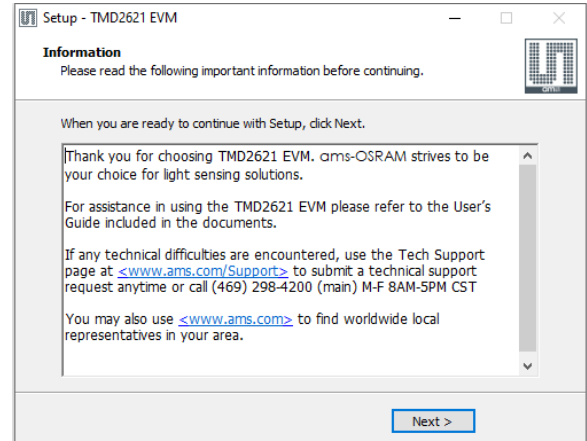 Setup - TMD2621 EVM
Information
Please read the following important information before continuing.
amu
When you are ready to continue with Setup, click Next.
Thank you for choosing TMD2621 EVM. ams-OSRAM strives to be
your choice for light sensing solutions.
For assistance in using the TMD2621 EVM please refer to the User's
Guide included in the documents.
If any technical difficulties are encountered, use the Tech Support
page at <www.ams.com/Support> to submit a technical support
request anytime or call (469) 298-4200 (main) M-F 8AM-5PM CST
You may also use <www.ams.com> to find worldwide local
representatives in your area.
Next >